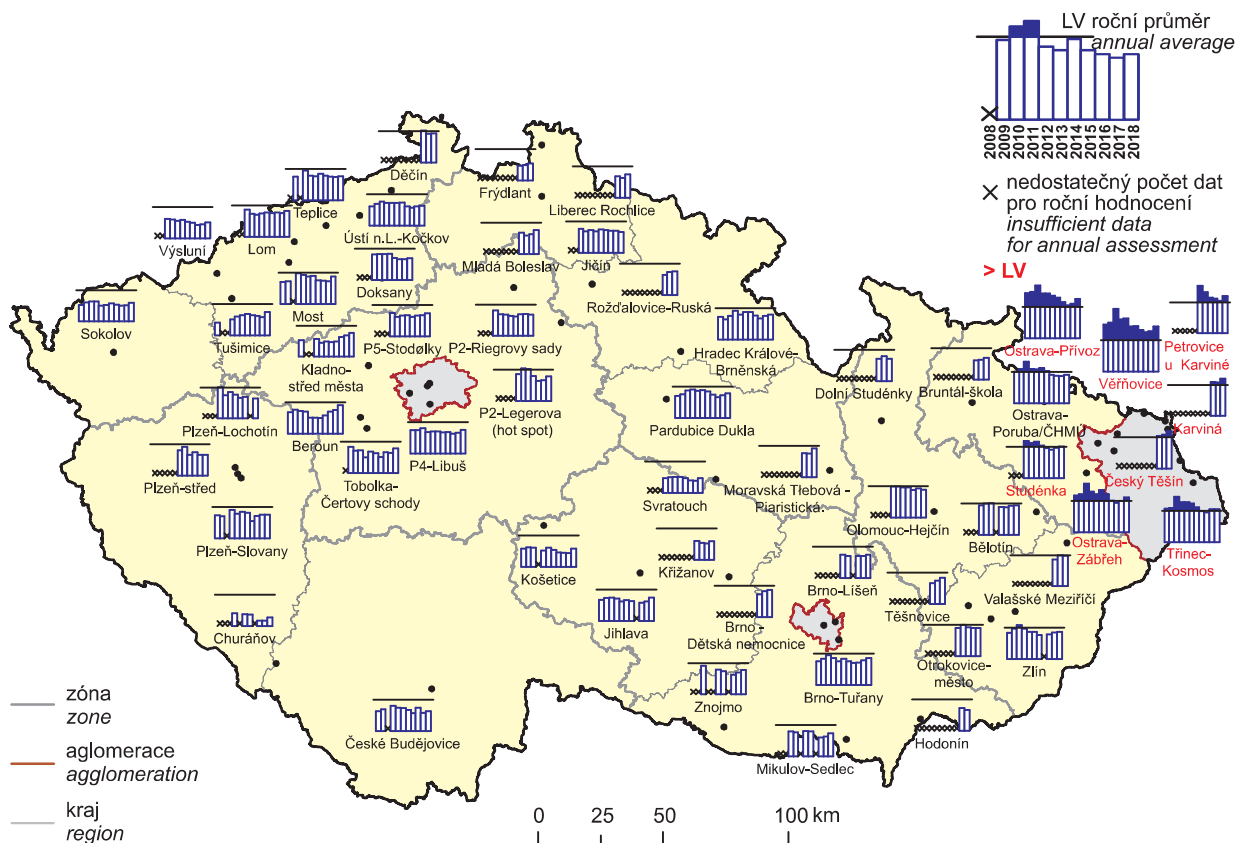 LV roční průměr
annual average
2008
2009
2010
2011
2012
2013
2014
2015
2016
2017
2018
nedostatečný počet dat
pro roční hodnocení
insufficient data
for annual assessment
> LV
Děčín
Frýdlant
Liberec Rochlice
Teplice
Ústí n.L.-Kočkov
Výsluní
Lom
Mladá Boleslav
Jičín
Doksany
Rožďalovice-Ruská
Most
Sokolov
Tušimice
P5-Stodůlky
P2-Riegrovy sady
Hradec Králové-
Brněnská
Kladno-
střed města
Ostrava-Přívoz
Věřňovice
Petrovice
u Karviné
Dolní Studénky
Bruntál-škola
Ostrava-
Poruba/ČHMÚ
Karviná
Plzeň-Lochotín
Beroun
P2-Legerova
(hot spot)
Pardubice Dukla
P4-Libuš
Plzeň-střed
Tobolka-
Čertovy schody
Svratouch
Moravská Třebová -
Piaristická.
Studénka
Český Těšín
Olomouc-Hejčín
Bělotín
Ostrava-
Zábřeh
Třinec-
Kosmos
Plzeň-Slovany
Košetice
Křižanov
Brno-Líšeň
Valašské Meziříčí
Těšnovice
Churáňov
Jihlava
Brno -
Dětská nemocnice
Otrokovice-
město
Zlín
Brno-Tuřany
Znojmo
České Budějovice
Hodonín
Mikulov-Sedlec
zóna
zone
aglomerace
agglomeration
kraj
region
0 25 50 100 km